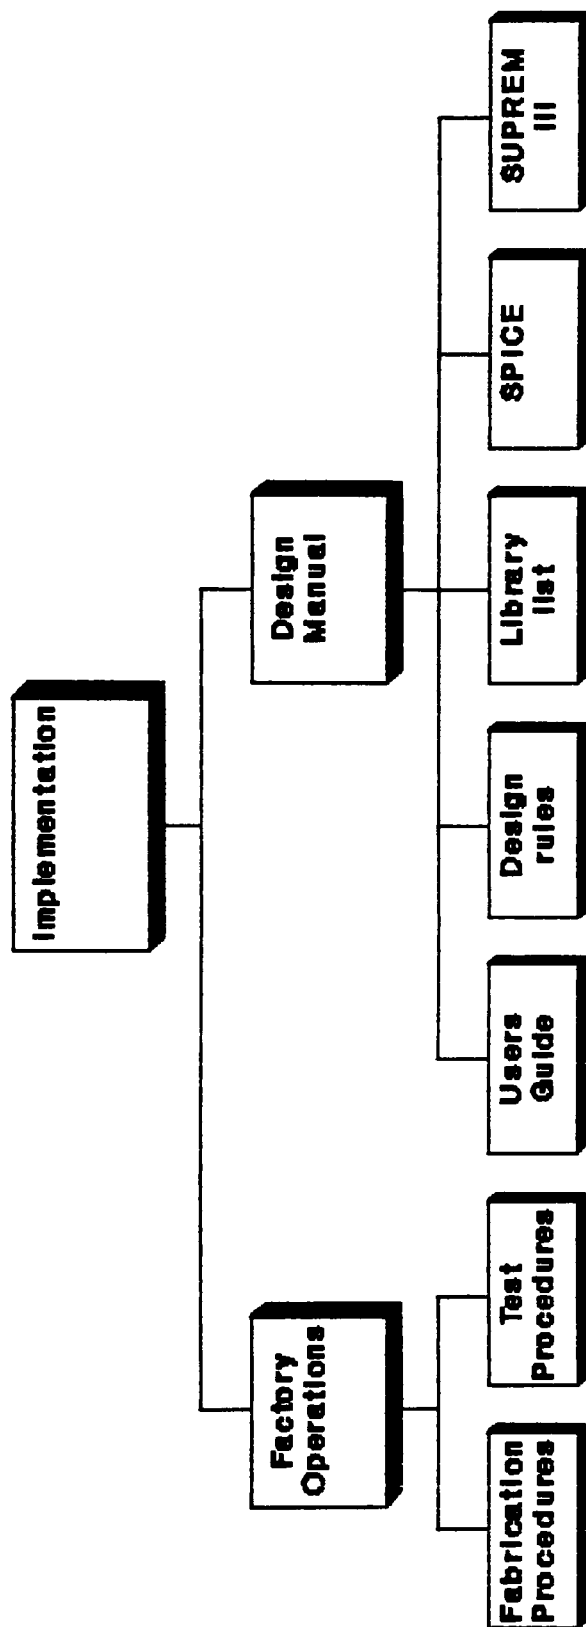 Implementation
Factory
Operations
Design
Manual
Fabrication
Procedures
Test
Procedures
Users
Guide
Design
rules
Library
list
SPICE
SUPREM
III